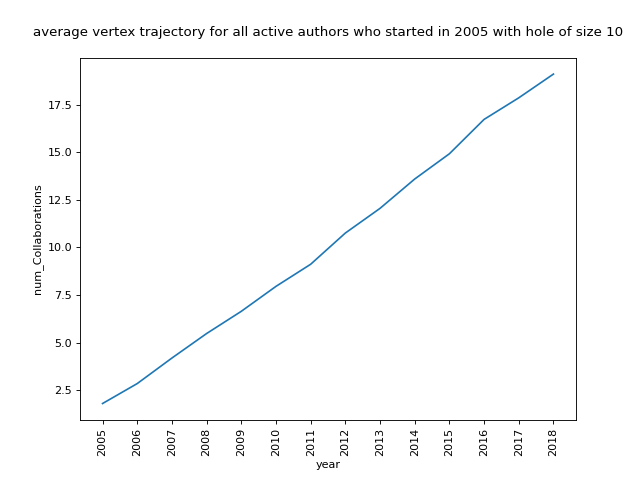 average vertex trajectory for all active authors who started in 2005 with hole of size 10
17.5
15.0
12.5
10.0
7.5
5.0
2.5
num_Collaborations
2005 2006 2007 2008 2009 2010 2011 2012 2013 2014 2015 2016 2017 2018
year